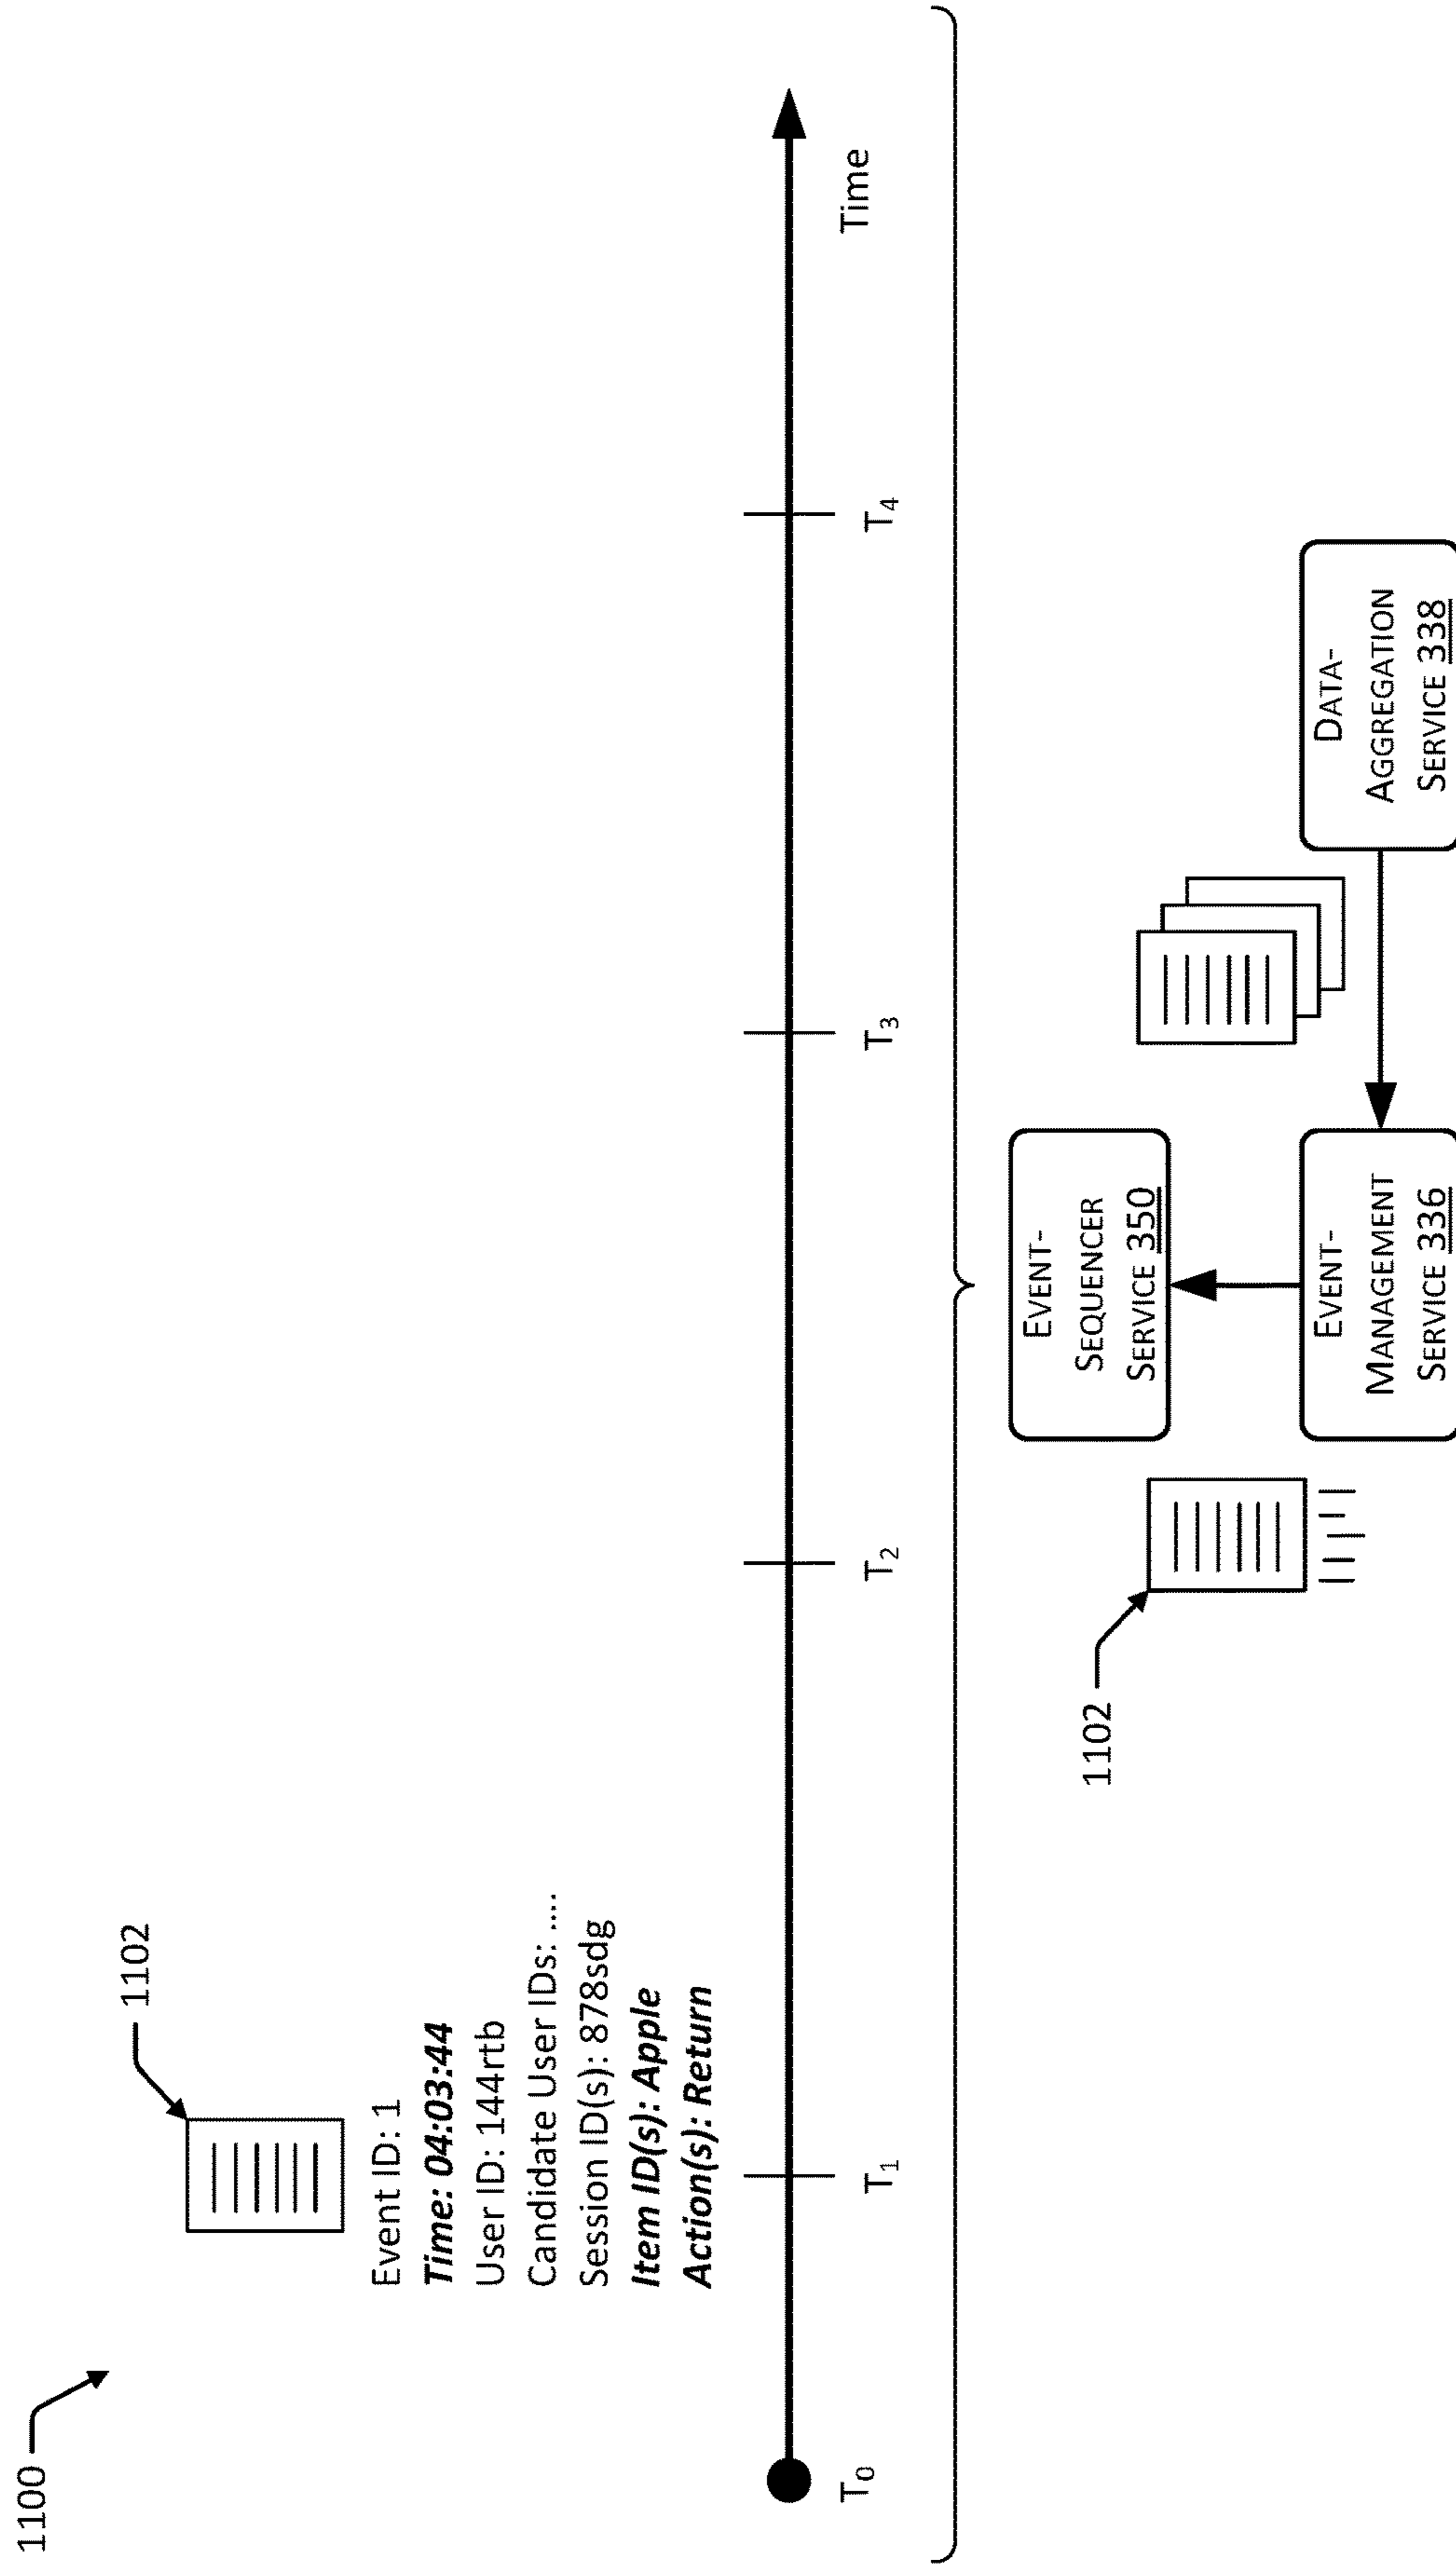 1100
1102
Event ID: 1
Time: 04:03:44
User ID: 144rtb
Candidate User IDs: ....
Session ID(s): 878sdg
Item ID(s): Apple
Action(s): Return
T0
T1
T2
T3
T4
Time
1102
EVENT-
SEQUENCER
SERVICE 350
EVENT-
MANAGEMENT
SERVICE 336
DATA-
AGGREGATION
SERVICE 338